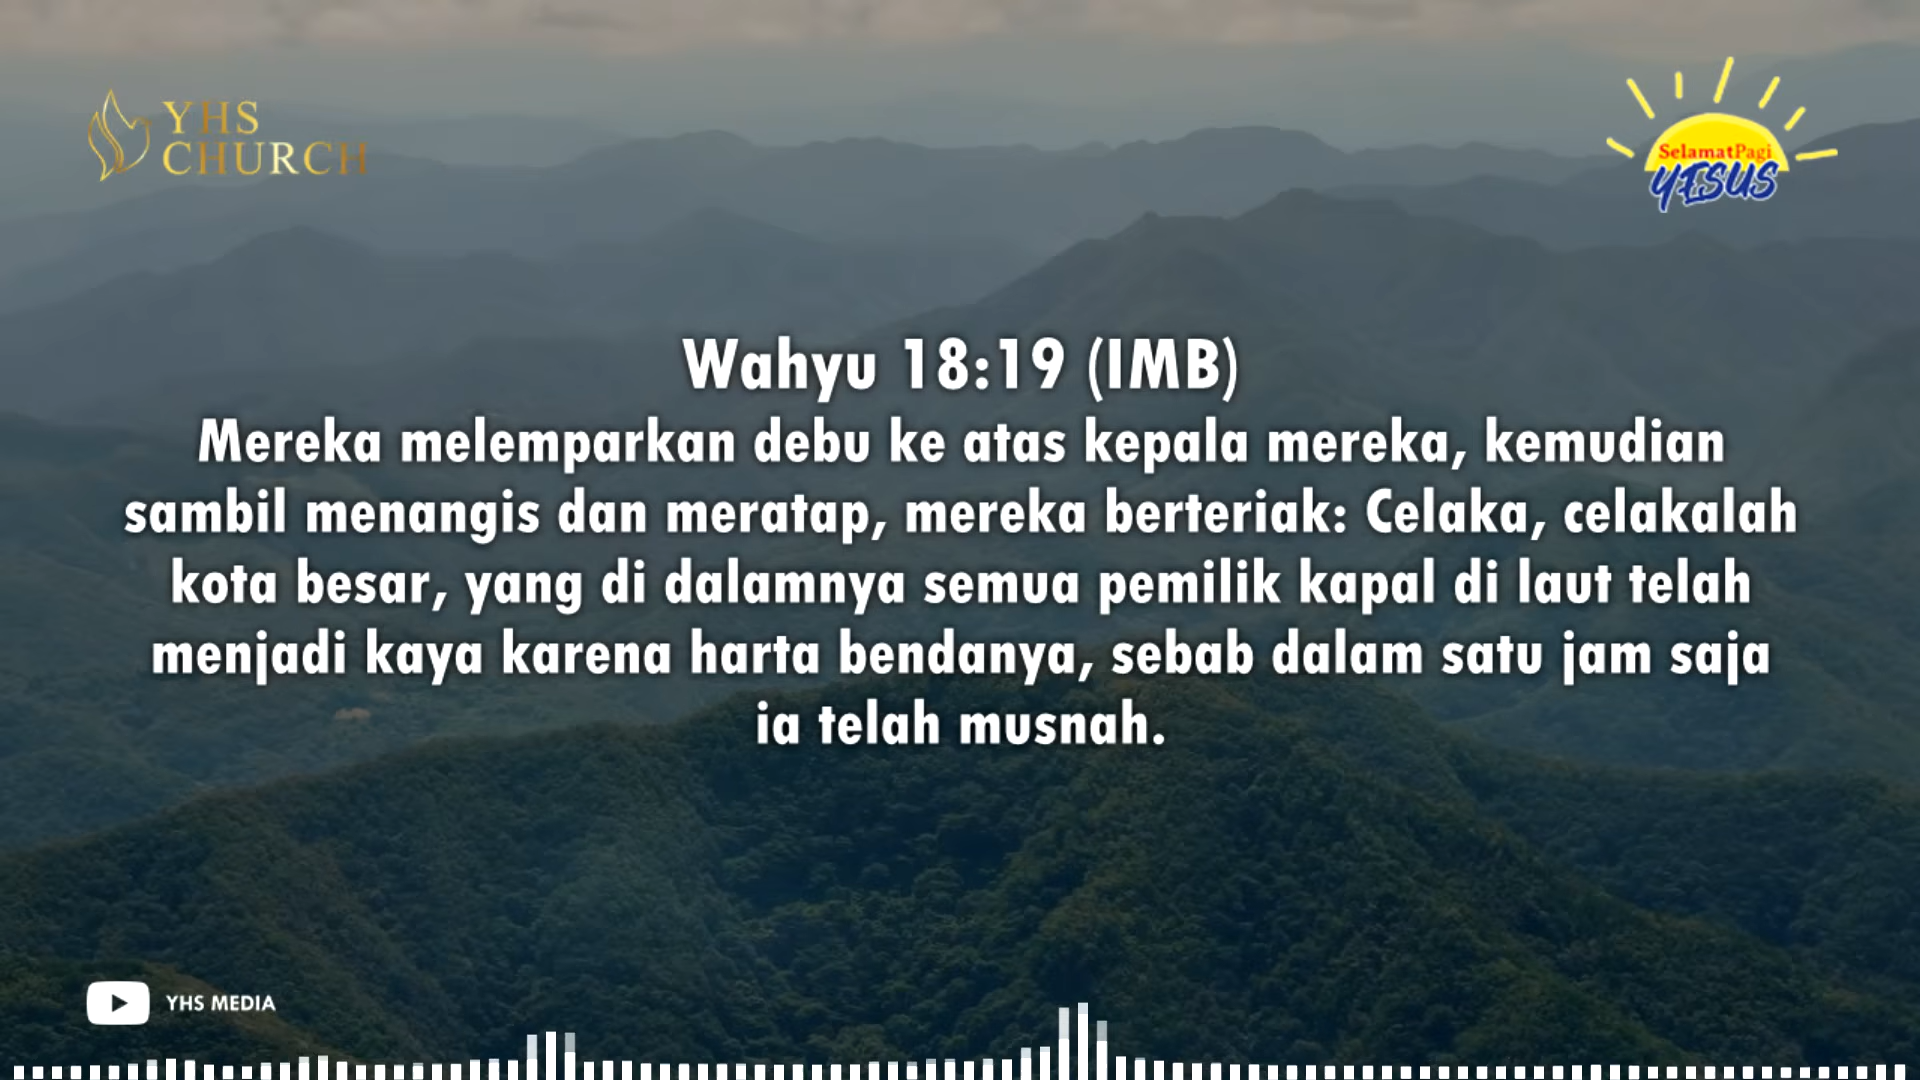 YHS
CHURCH
SelamatPagi
YESUS
Wahyu 18:19 (IMB)
Mereka melemparkan debu ke atas kepala mereka, kemudian
sambil menangis dan meratap, mereka berteriak: Celaka, celakalah
kota besar, yang di dalamnya semua pemilik kapal di laut telah
menjadi kaya karena harta bendanya, sebab dalam satu jam saja
ia telah musnah.
YHS MEDIA